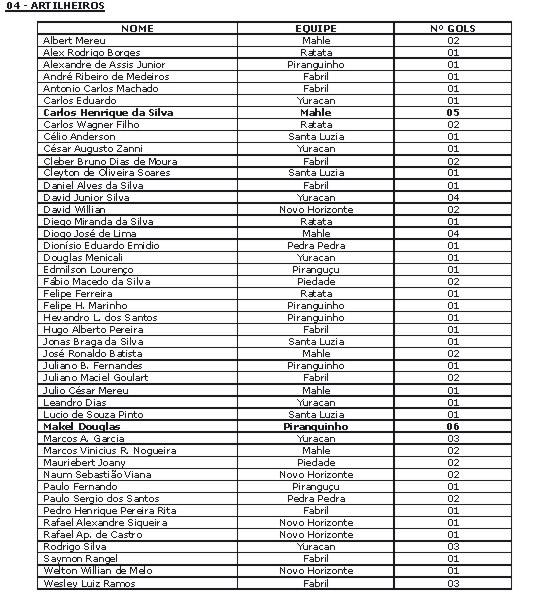 04 - ARTILHEIROS
NOME EQUIPE Nº GOLS
Albert Mereu Mahle 02
Alex Rodrigo Borges Ratata 01
Alexandre de Assis Junior Piranguinho 01
André Ribeiro de Medeiros Fabril 01
Antonio Carlos Machado Fabril 01
Carlos Eduardo Yuracan 01
Carlos Henrique da Silva Mahle 05
Carlos Wagner Filho Ratata 02
Célio Anderson Santa Luzia 01
César Augusto Zanni Yuracan 01
Cleber Bruno Dias de Moura Fabril 02
Cleyton de Oliveira Soares Santa Luzia 01
Daniel Alves da Silva Fabril 01
David Junior Silva Yuracan 04
David Willian Novo Horizonte 02
Diego Miranda da Silva Ratata 01
Diogo José de Lima Mahle 04
Dionísio Eduardo Emidio Pedra Pedra 01
Douglas Menicali Yuracan 01
Edmilson Lourenço Piranguçu 01
Fábio Macedo da Silva Piedade 02
Felipe Ferreira Ratata 01
Felipe H. Marinho Piranguinho 01
Hevandro L. dos Santos Piranguinho 01
Hugo Alberto Pereira Fabril 01
Jonas Braga da Silva Santa Luzia 01
José Ronaldo Batista Mahle 02
Juliano B. Fernandes Piranguinho 01
Juliano Maciel Goulart Fabril 02
Julio César Mereu Mahle 01
Leandro Dias Yuracan 01
Lucio de Souza Pinto Santa Luzia 01
Makel Douglas Piranguinho 06
Marcos A. Garcia Yuracan 03
Marcos Vinicius R. Nogueira Mahle 02
Mauriebert Joany Piedade 02
Naum Sebastião Viana Novo Horizonte 02
Paulo Fernando Piranguçu 01
Paulo Sergio dos Santos Pedra Pedra 02
Pedro Henrique Pereira Rita Fabril 01
Rafael Alexandre Siqueira Novo Horizonte 01
Rafael Ap. de Castro Novo Horizonte 01
Rodrigo Silva Yuracan 03
Saymon Rangel Fabril 01
Welton Willian de Melo Novo Horizonte 01
Wesley Luiz Ramos Fabril 03